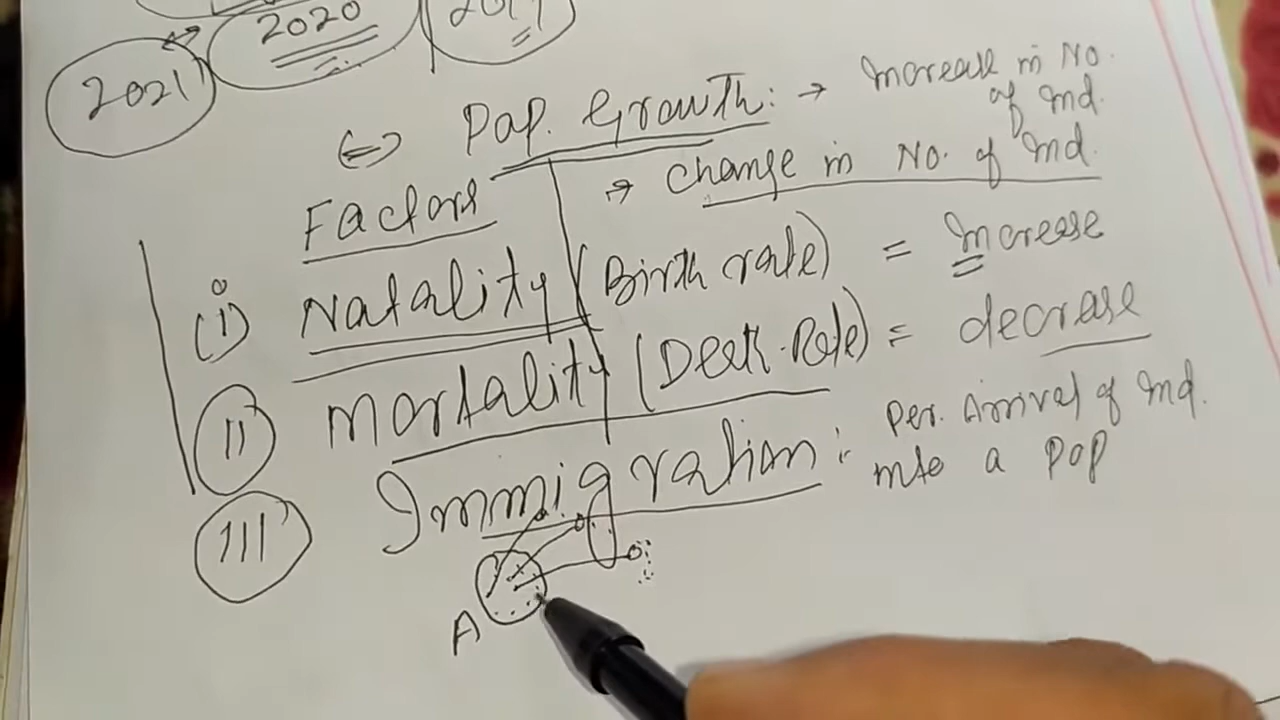 2020
2021
Pop. Growth: → Increase in No.
of Ind.
→ Change in No. of Ind.
Factors
(i) Natality (Birth rate) = Increase
(II) Mortality (Deat. Rate) = decrease
(III) Immigration: Per. Arrival of Ind.
into a Pop
A